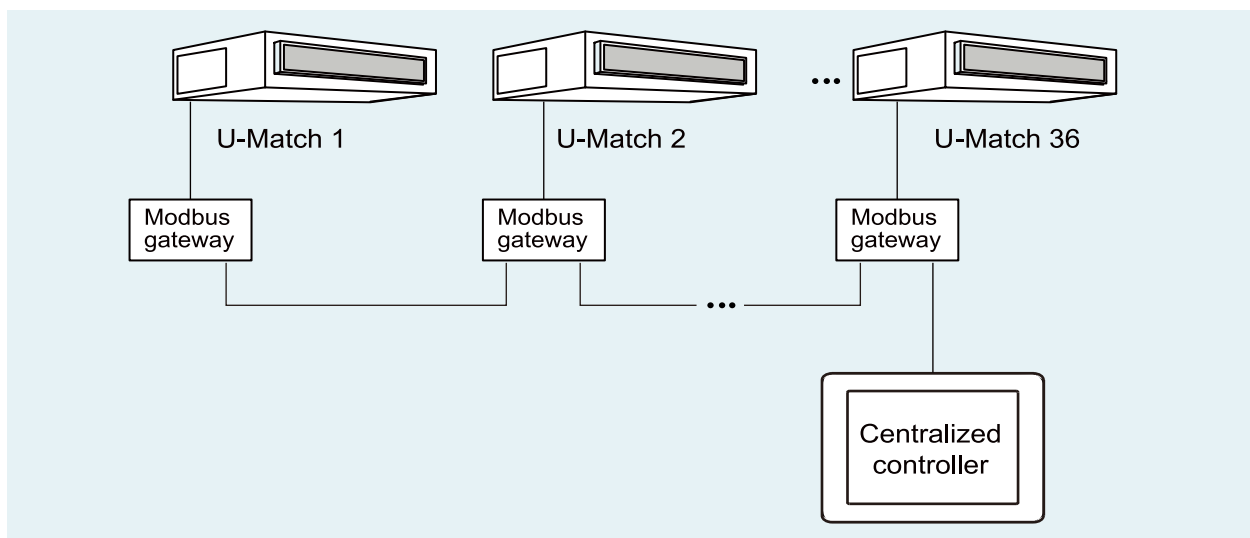 ...
U-Match 1
U-Match 2
U-Match 36
Modbus
gateway
Modbus
gateway
Modbus
gateway
...
Centralized
controller